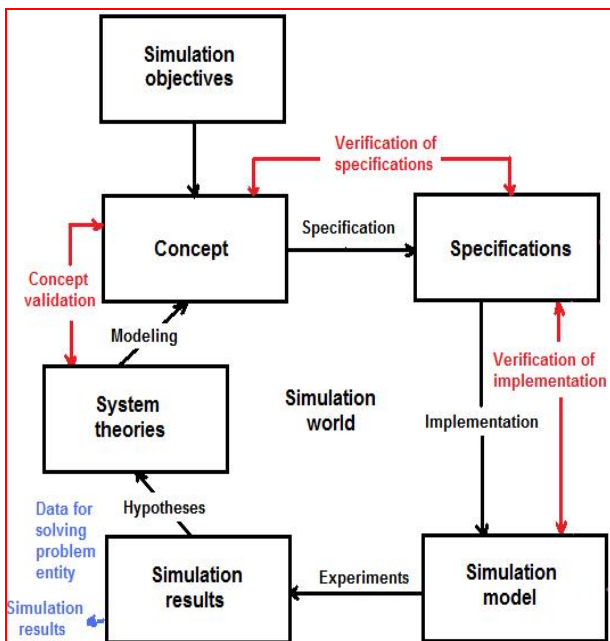 Simulation
objectives
Verification of
specifications
Concept
Specification
Specifications
Concept
validation
Modeling
Verification of
implementation
System
theories
Simulation
world
Implementation
Hypotheses
Data for
solving
problem
entity
Simulation
results
Experiments
Simulation
model
Simulation
results